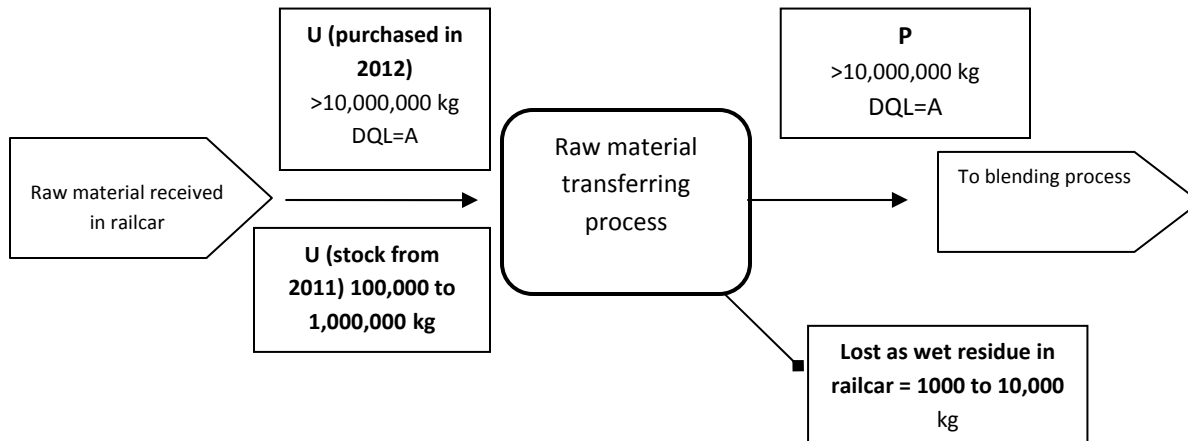 U (purchased in
2012)
>10,000,000 kg
DQL=A
P
>10,000,000 kg
DQL=A
Raw material received
in railcar
Raw material
transferring
process
To blending process
U (stock from
2011) 100,000 to
1,000,000 kg
Lost as wet residue in
railcar = 1000 to 10,000
kg